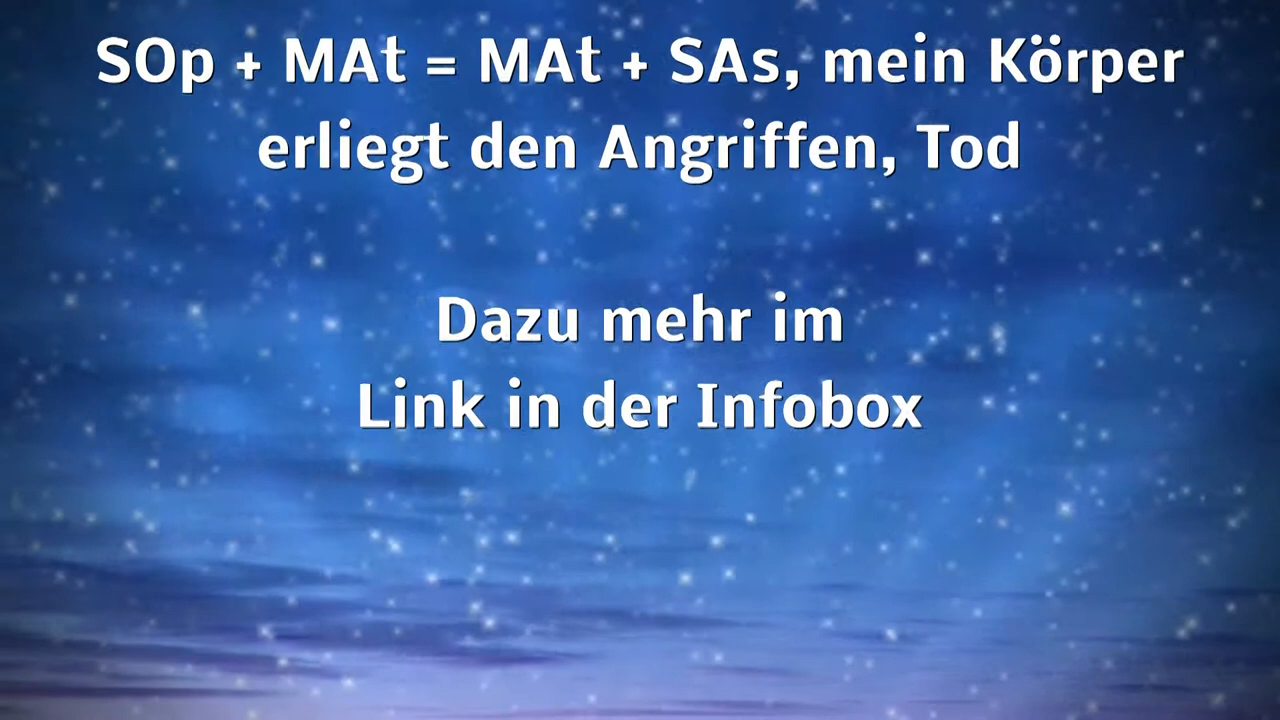 SOp + MAt = MAt + SAs, mein Körper
erliegt den Angriffen, Tod
Dazu mehr im
Link in der Infobox